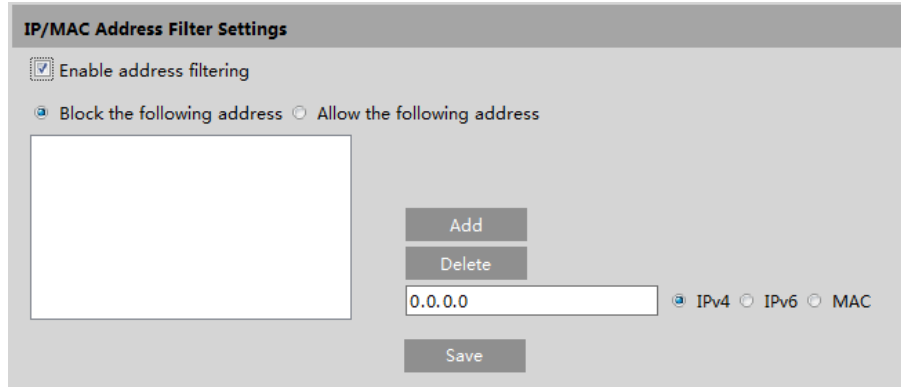 IP/MAC Address Filter Settings
Enable address filtering
Block the following address Allow the following address
Add
Delete
0.0.0.0 IPv4 IPv6 MAC
Save